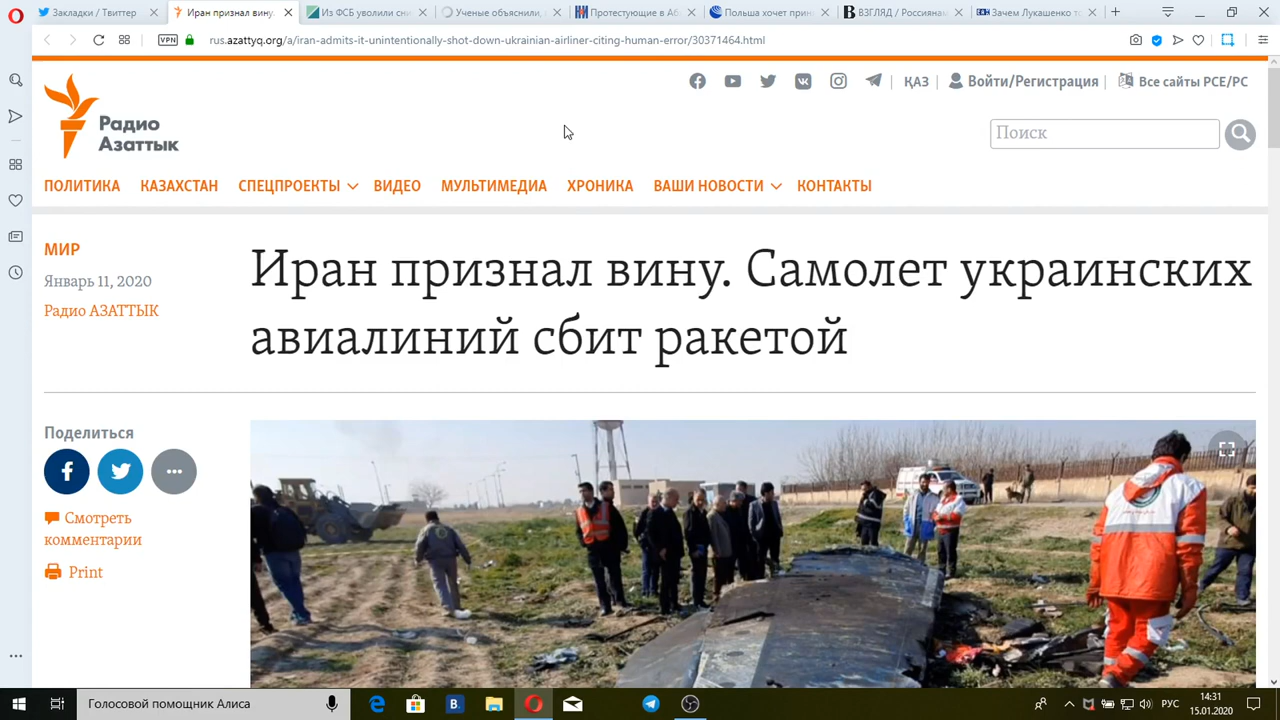 Закладки / Твиттер
Иран признал вину.
Из ФСБ уволили сни
Ученые объяснили,
Протестующие в Аб
Польша хочет прин
ВЗГЛЯД / Россиянам
Зачем Лукашенко то
VPN
rus.azattyq.org/a/iran-admits-it-unintentionally-shot-down-ukrainian-airliner-citing-human-error/30371464.html
Радио
Азаттык
ҚАЗ
Войти/Регистрация
Все сайты РСЕ/РС
Поиск
ПОЛИТИКА КАЗАХСТАН СПЕЦПРОЕКТЫ ВИДЕО МУЛЬТИМЕДИА ХРОНИКА ВАШИ НОВОСТИ КОНТАКТЫ
МИР
Январь 11, 2020
Радио АЗАТТЫК
Иран признал вину. Самолет украинских
авиалиний сбит ракетой
Поделиться
Смотреть
комментарии
Print
Голосовой помощник Алиса
РУС
14:31
15.01.2020